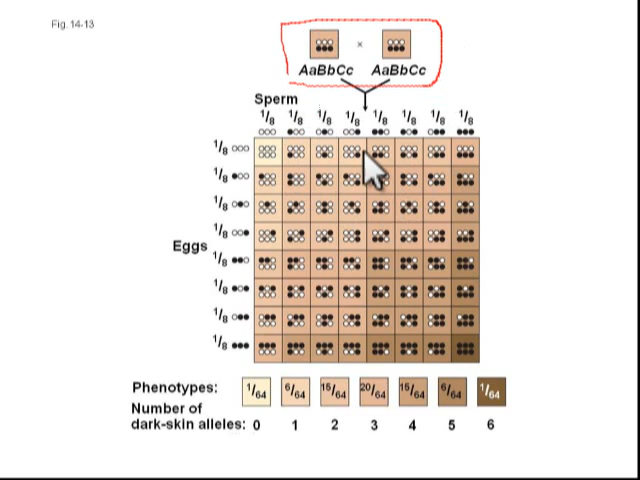 Fig. 14-13
×
AaBbCc AaBbCc
Sperm
1/8 1/8 1/8 1/8 1/8 1/8 1/8 1/8
1/8
1/8
1/8
1/8
Eggs
1/8
1/8
1/8
1/8
Phenotypes: 1/64 6/64 15/64 20/64 15/64 6/64 1/64
Number of
dark-skin alleles: 0 1 2 3 4 5 6